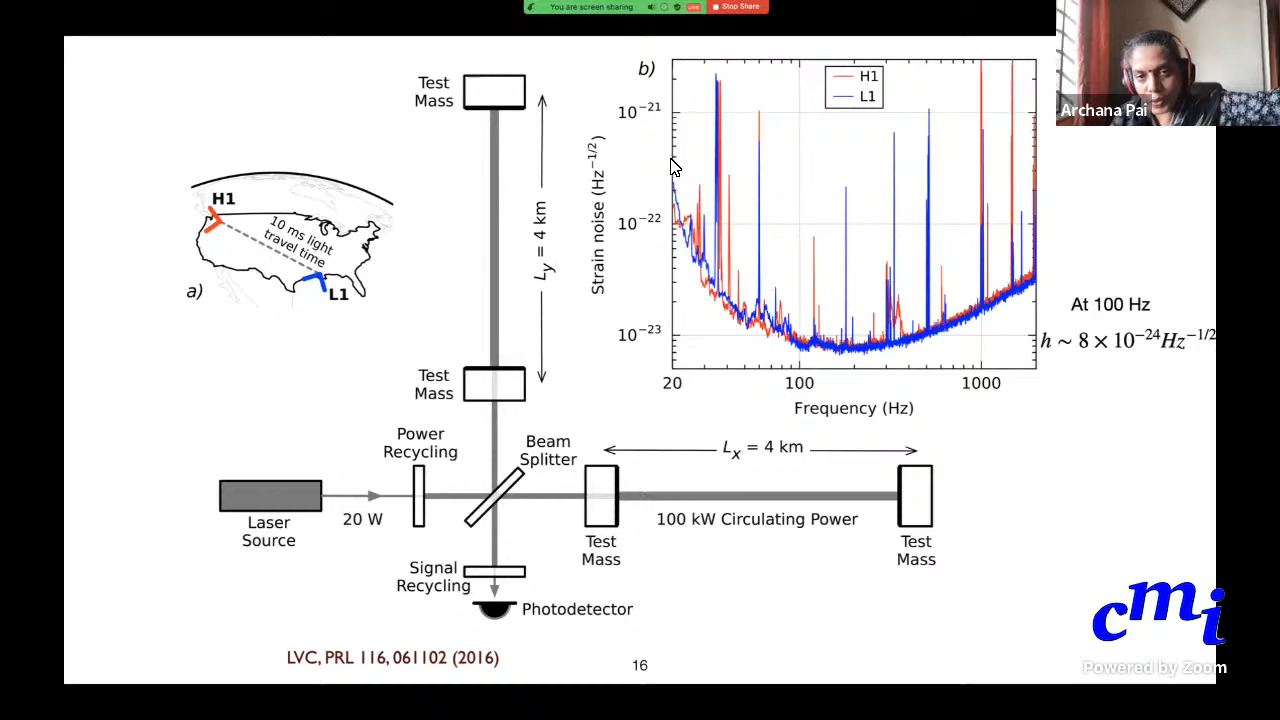 You are screen sharing
LIVE
Stop Share
Archana Pai
Test
Mass
Ly = 4 km
H1
10 ms light
travel time
L1
a)
b)
H1
L1
Strain noise (Hz−1/2)
10−21
10−22
10−23
20
100
1000
Frequency (Hz)
At 100 Hz
h ∼ 8 × 10−24Hz−1/2
Test
Mass
Power
Recycling
Beam
Splitter
Lx = 4 km
Laser
Source
20 W
100 kW Circulating Power
Test
Mass
Test
Mass
Signal
Recycling
Photodetector
LVC, PRL 116, 061102 (2016)
16
cmi
Powered by Zoom